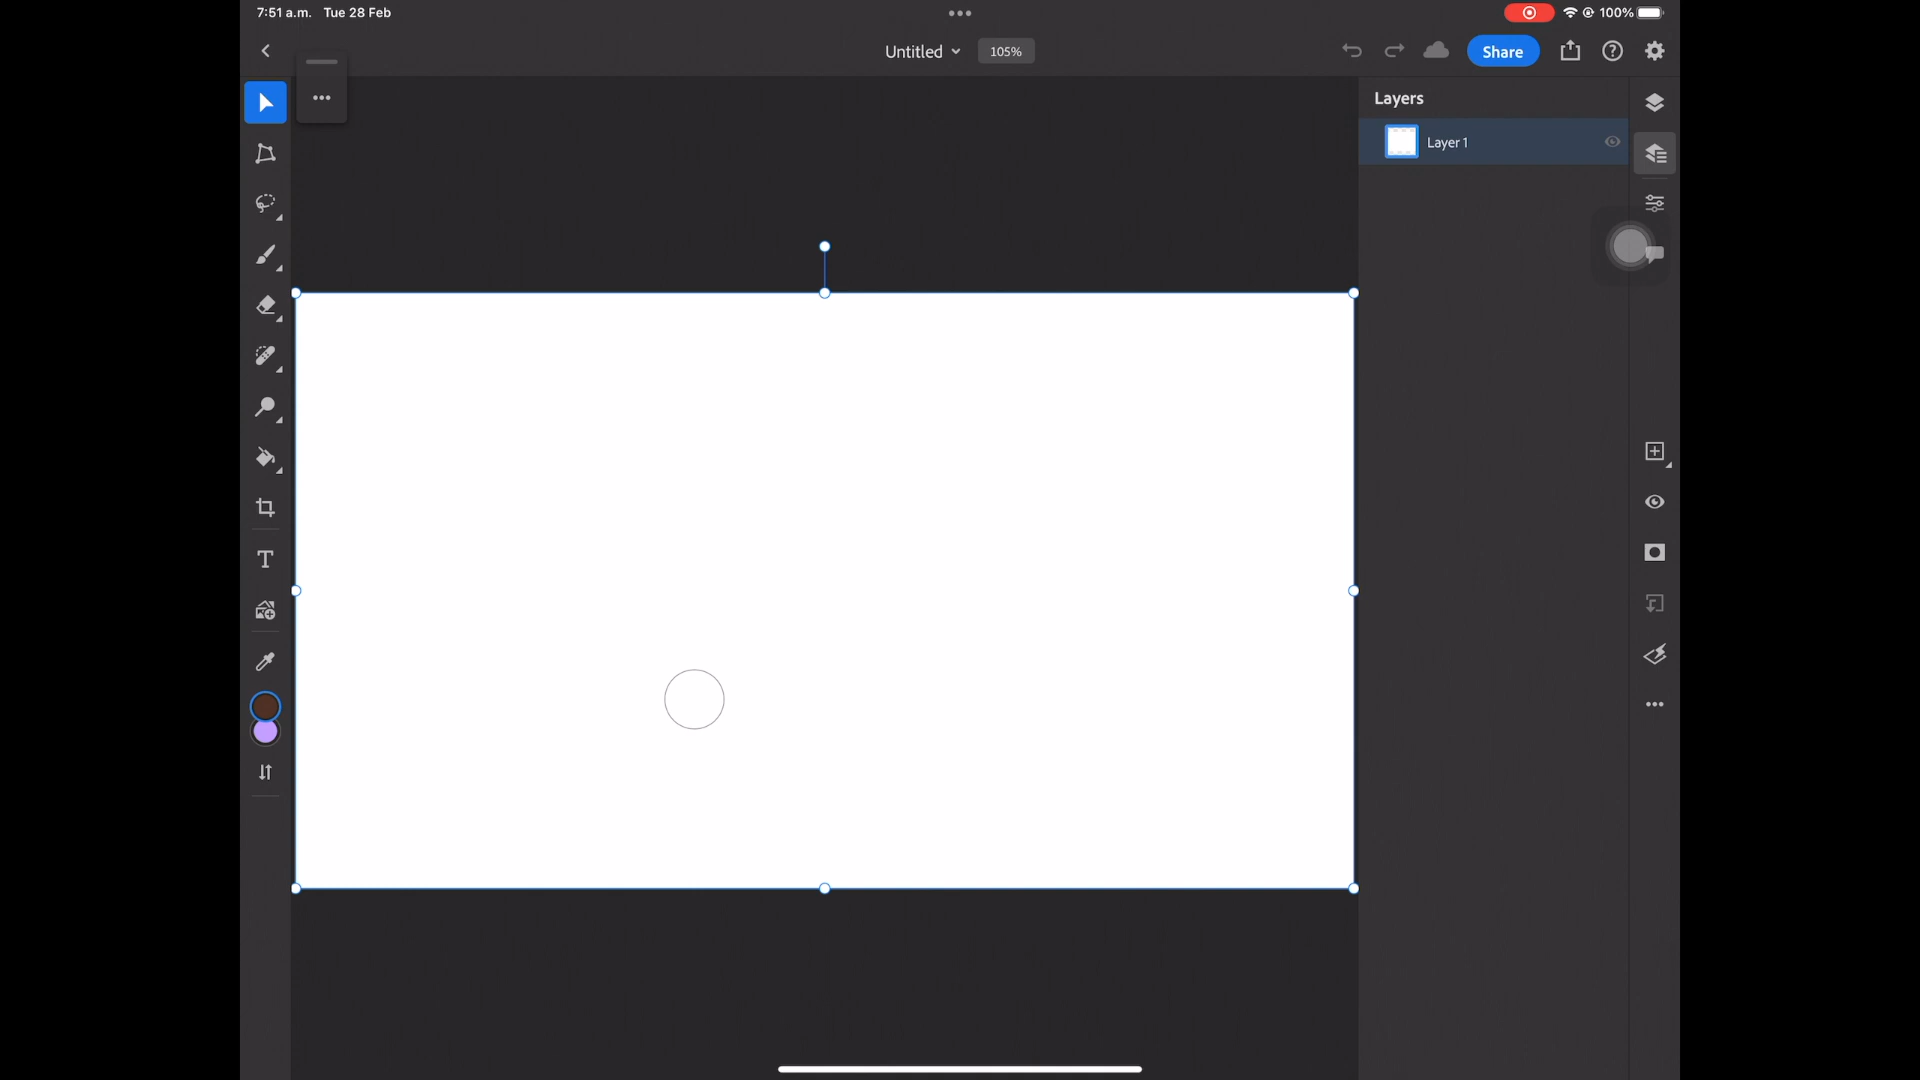 7:51 a.m. Tue 28 Feb
100%
Untitled
105%
Share
Layers
Layer 1
T